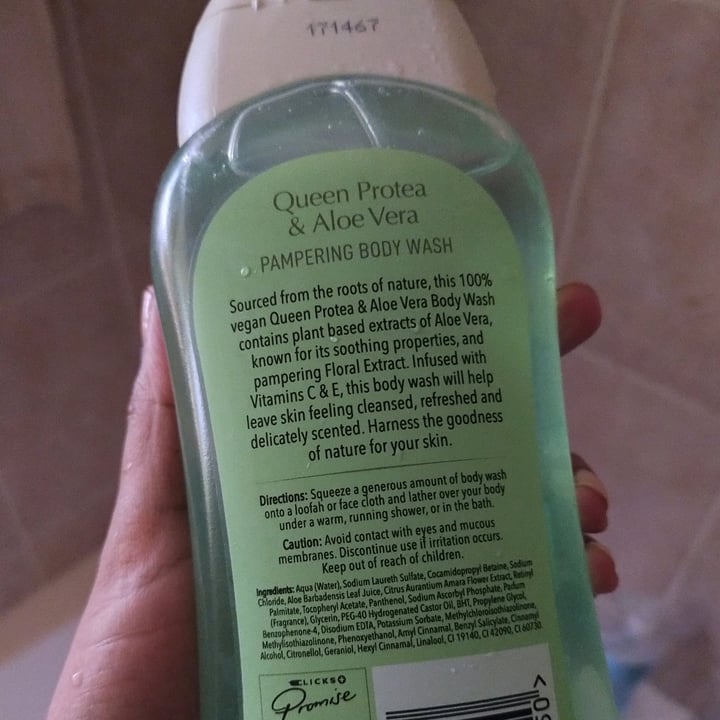 171467
Queen Protea
& Aloe Vera
PAMPERING BODY WASH
Sourced from the roots of nature, this 100%
vegan Queen Protea & Aloe Vera Body Wash
contains plant based extracts of Aloe Vera,
known for its soothing properties, and
pampering Floral Extract. Infused with
Vitamins C & E, this body wash will help
leave skin feeling cleansed, refreshed and
delicately scented. Harness the goodness
of nature for your skin.
Directions: Squeeze a generous amount of body wash
onto a loofah or face cloth and lather over your body
under a warm, running shower, or in the bath.
Caution: Avoid contact with eyes and mucous
membranes. Discontinue use if irritation occurs.
Keep out of reach of children.
Ingredients: Aqua (Water), Sodium Laureth Sulfate, Cocamidopropyl Betaine, Sodium
Chloride, Aloe Barbadensis Leaf Juice, Citrus Aurantium Amara Flower Extract, Retinyl
Palmitate, Tocopheryl Acetate, Panthenol, Sodium Ascorbyl Phosphate, Parfum
(Fragrance), Glycerin, PEG-40 Hydrogenated Castor Oil, BHT, Propylene Glycol,
Benzophenone-4, Disodium EDTA, Potassium Sorbate, Methylchloroisothiazolinone,
Methylisothiazolinone, Phenoxyethanol, Amyl Cinnamal, Benzyl Salicylate, Cinnamyl
Alcohol, Citronellol, Geraniol, Hexyl Cinnamal, Linalool, CI 19140, CI 42090, CI 60730.
CLICKS
Promise